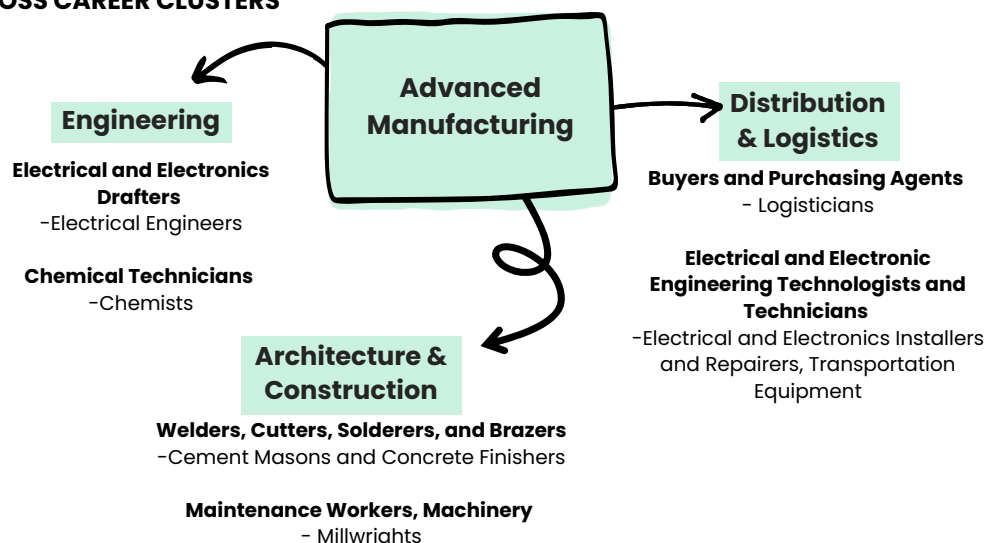 OSS CAREER CLUSTERS
Advanced
Manufacturing
Engineering
Electrical and Electronics
Drafters
-Electrical Engineers
Chemical Technicians
-Chemists
Distribution
& Logistics
Buyers and Purchasing Agents
- Logisticians
Electrical and Electronic
Engineering Technologists and
Technicians
-Electrical and Electronics Installers
and Repairers, Transportation
Equipment
Architecture &
Construction
Welders, Cutters, Solderers, and Brazers
-Cement Masons and Concrete Finishers
Maintenance Workers, Machinery
- Millwrights